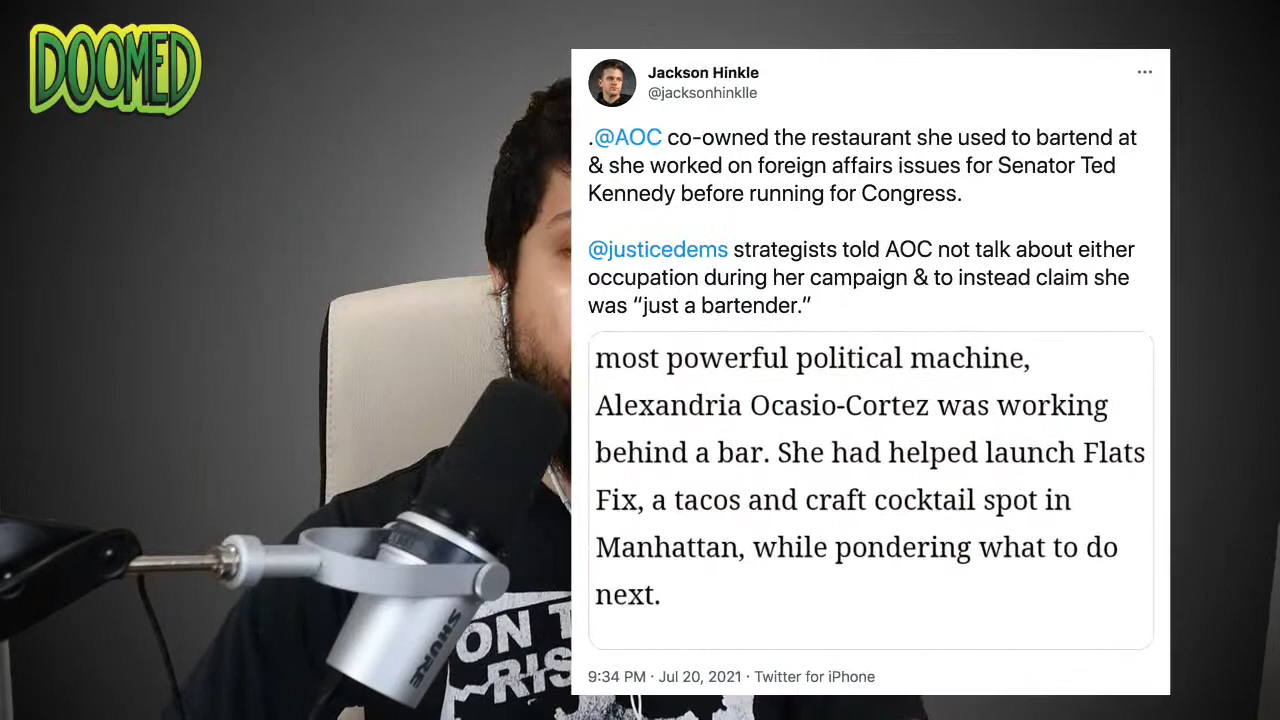 DOOMED
Jackson Hinkle
@jacksonhinklle
.@AOC co-owned the restaurant she used to bartend at
& she worked on foreign affairs issues for Senator Ted
Kennedy before running for Congress.
@justicedems strategists told AOC not talk about either
occupation during her campaign & to instead claim she
was “just a bartender.”
most powerful political machine,
Alexandria Ocasio-Cortez was working
behind a bar. She had helped launch Flats
Fix, a tacos and craft cocktail spot in
Manhattan, while pondering what to do
next.
9:34 PM · Jul 20, 2021 · Twitter for iPhone
SHURE
ON